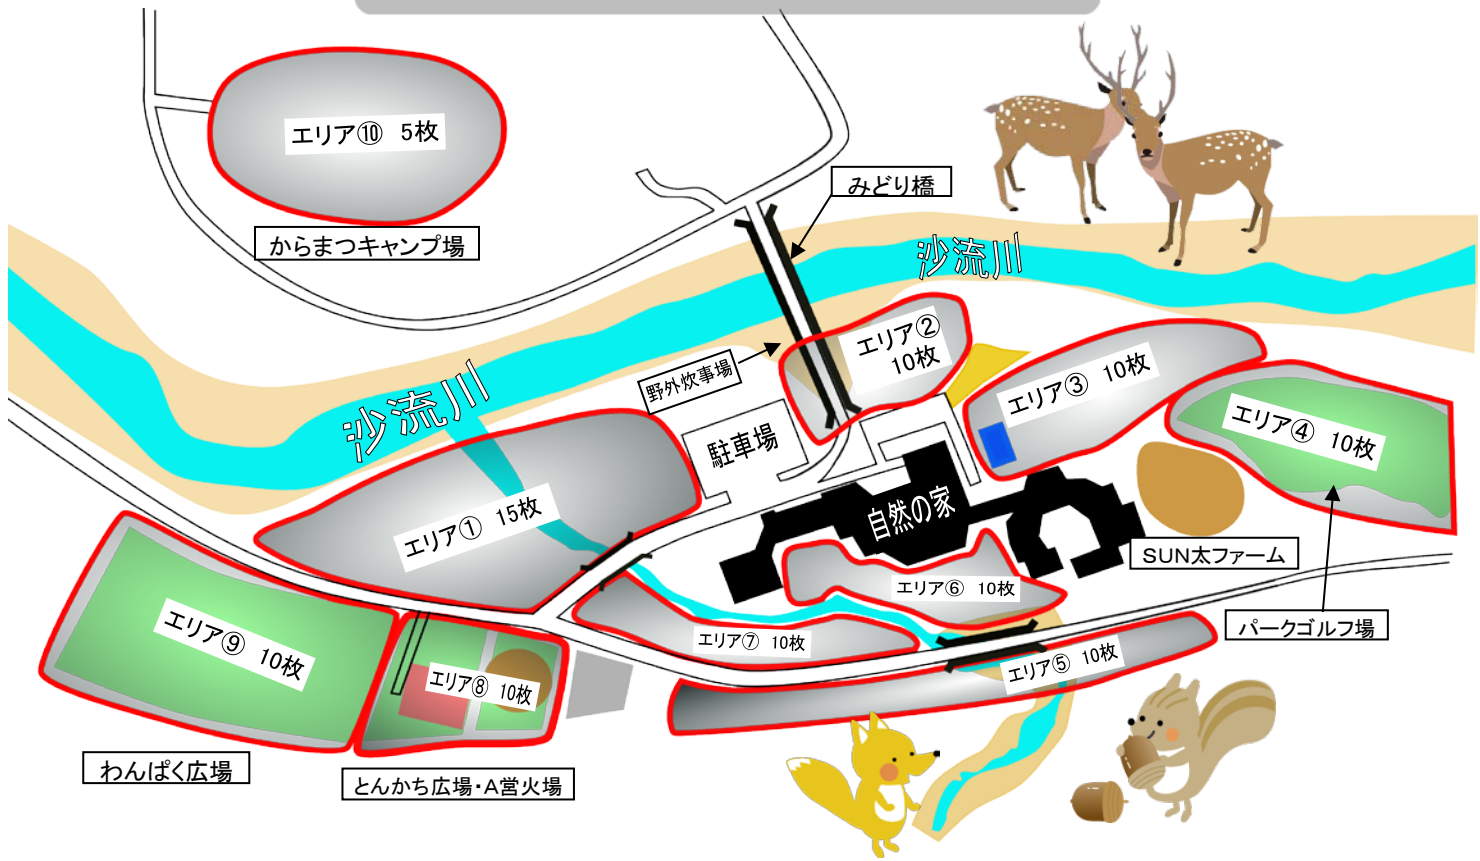 エリア⑩ 5枚
からまつキャンプ場
みどり橋
沙流川
エリア②
10枚
野外炊事場
エリア③ 10枚
沙流川
エリア④ 10枚
駐車場
自然の家
エリア① 15枚
SUN太ファーム
エリア⑥ 10枚
パークゴルフ場
エリア⑨ 10枚
エリア⑦ 10枚
エリア⑤ 10枚
エリア⑧ 10枚
わんぱく広場
とんかち広場・A営火場